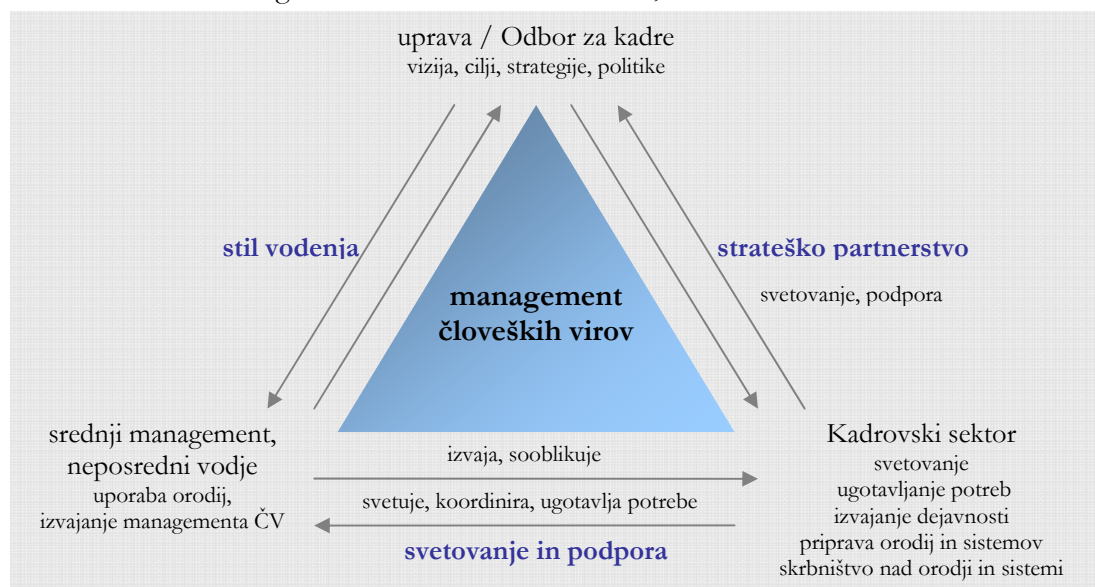 uprava / Odbor za kadre
vizija, cilji, strategije, politike
stil vodenja
strateško partnerstvo
svetovanje, podpora
management
človeških virov
srednji management,
neposredni vodje
uporaba orodij,
izvajanje managementa ČV
izvaja, sooblikuje
svetuje, koordinira, ugotavlja potrebe
svetovanje in podpora
Kadrovski sektor
svetovanje
ugotavljanje potreb
izvajanje dejavnosti
priprava orodij in sistemov
skrbništvo nad orodji in sistemi